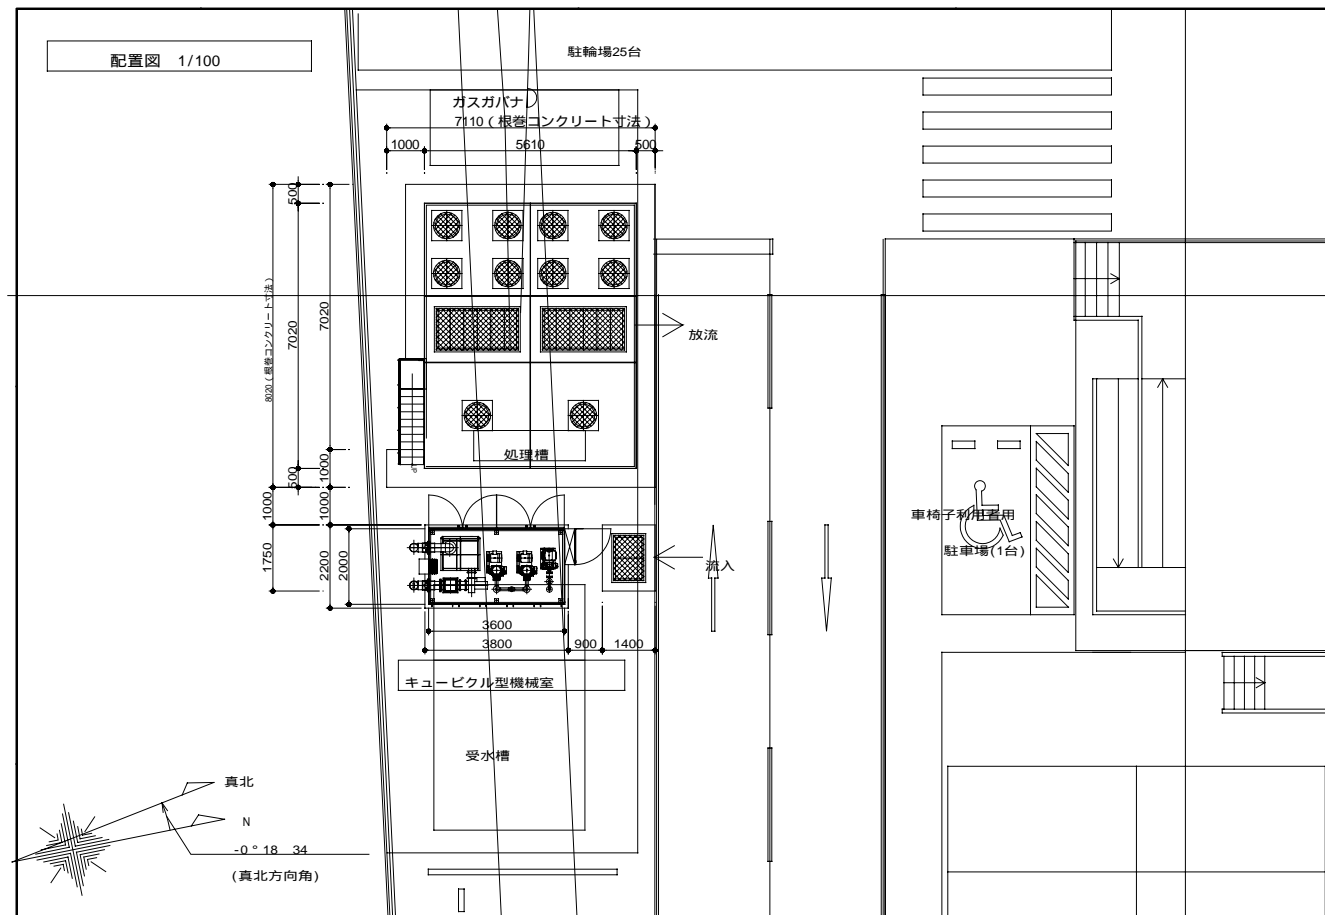 配置図 1/100
駐輪場25台
ガスガバナ
7110（根巻コンクリート寸法）
1000
5610
500
500
8020（根巻コンクリート寸法）
7020
7020
放流
処理槽
UP
500
1000
1000
1000
1750
2200
2000
車椅子利用者用
駐車場(1台)
流入
3600
3800
900
1400
キュービクル型機械室
受水槽
真北
N
-0°18 34
(真北方向角)